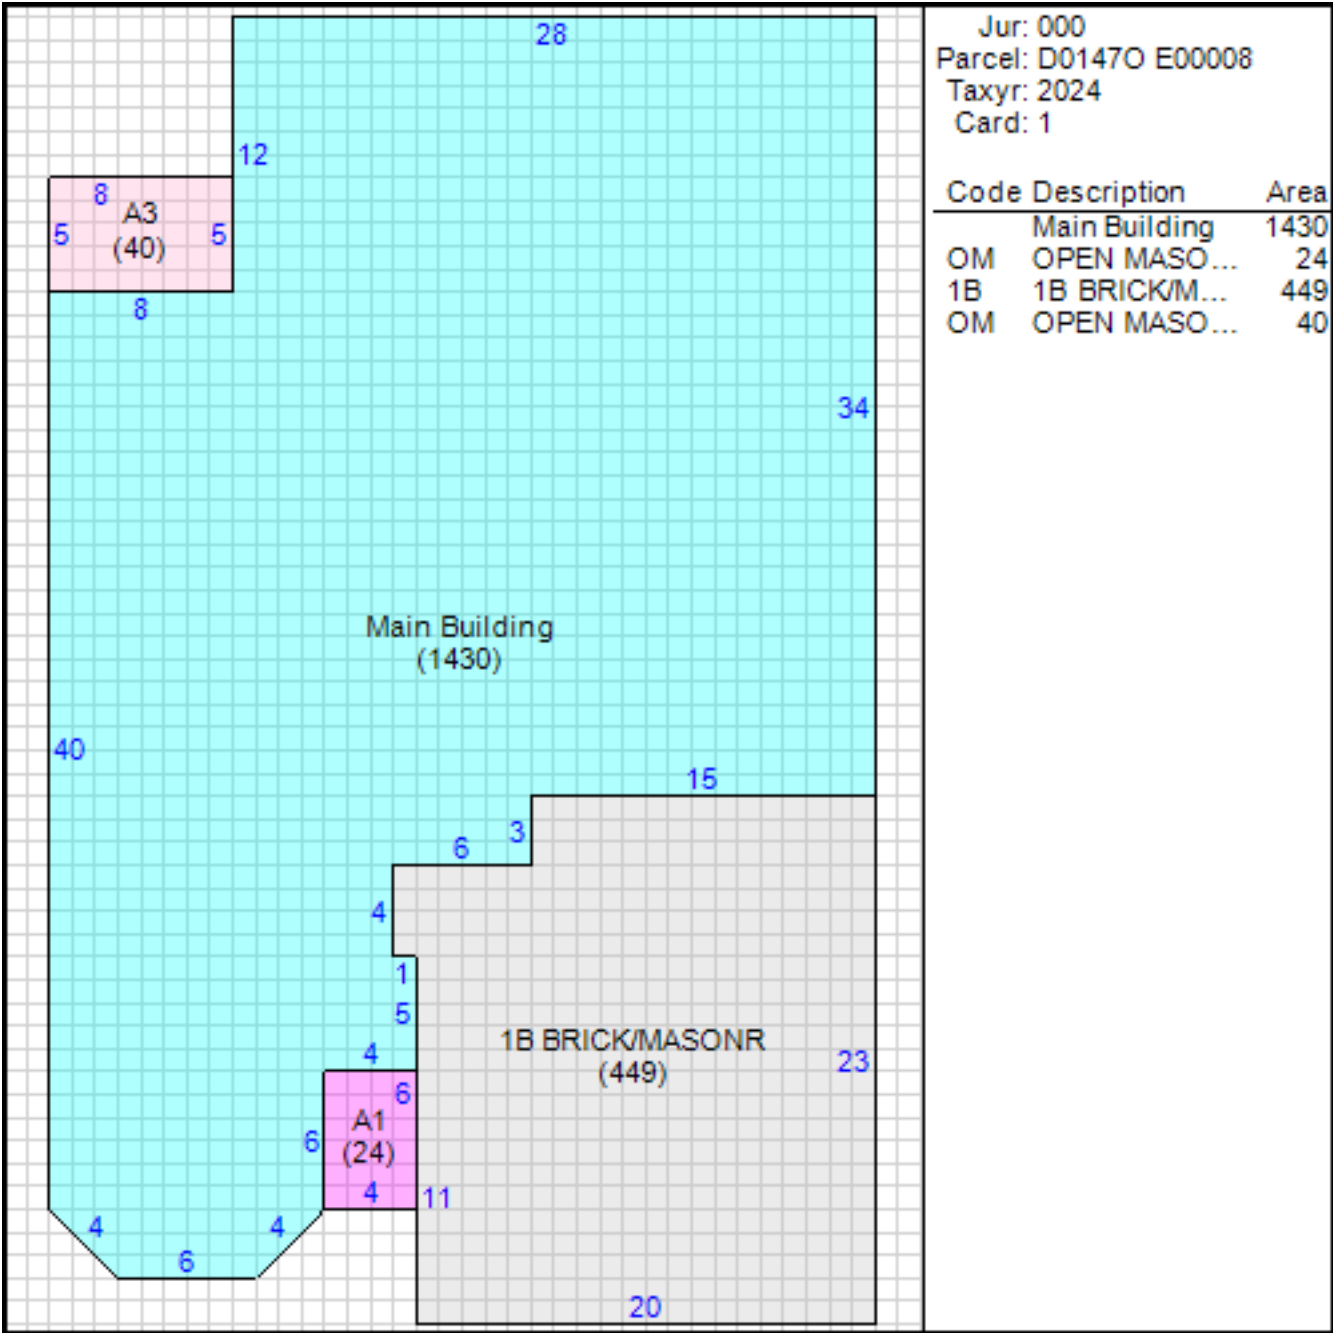 28
12
8
A3
5
5
(40)
8
34
Main Building
(1430)
40
15
3
6
4
1
5
1B BRICK/MASONR
4
23
(449)
6
A1
6
(24)
4
11
4
4
6
20
Jur: 000
Parcel: D0147O E00008
Taxyr: 2024
Card: 1
Code Description Area
Main Building 1430
OM OPEN MASO... 24
1B 1B BRICK/M... 449
OM OPEN MASO... 40